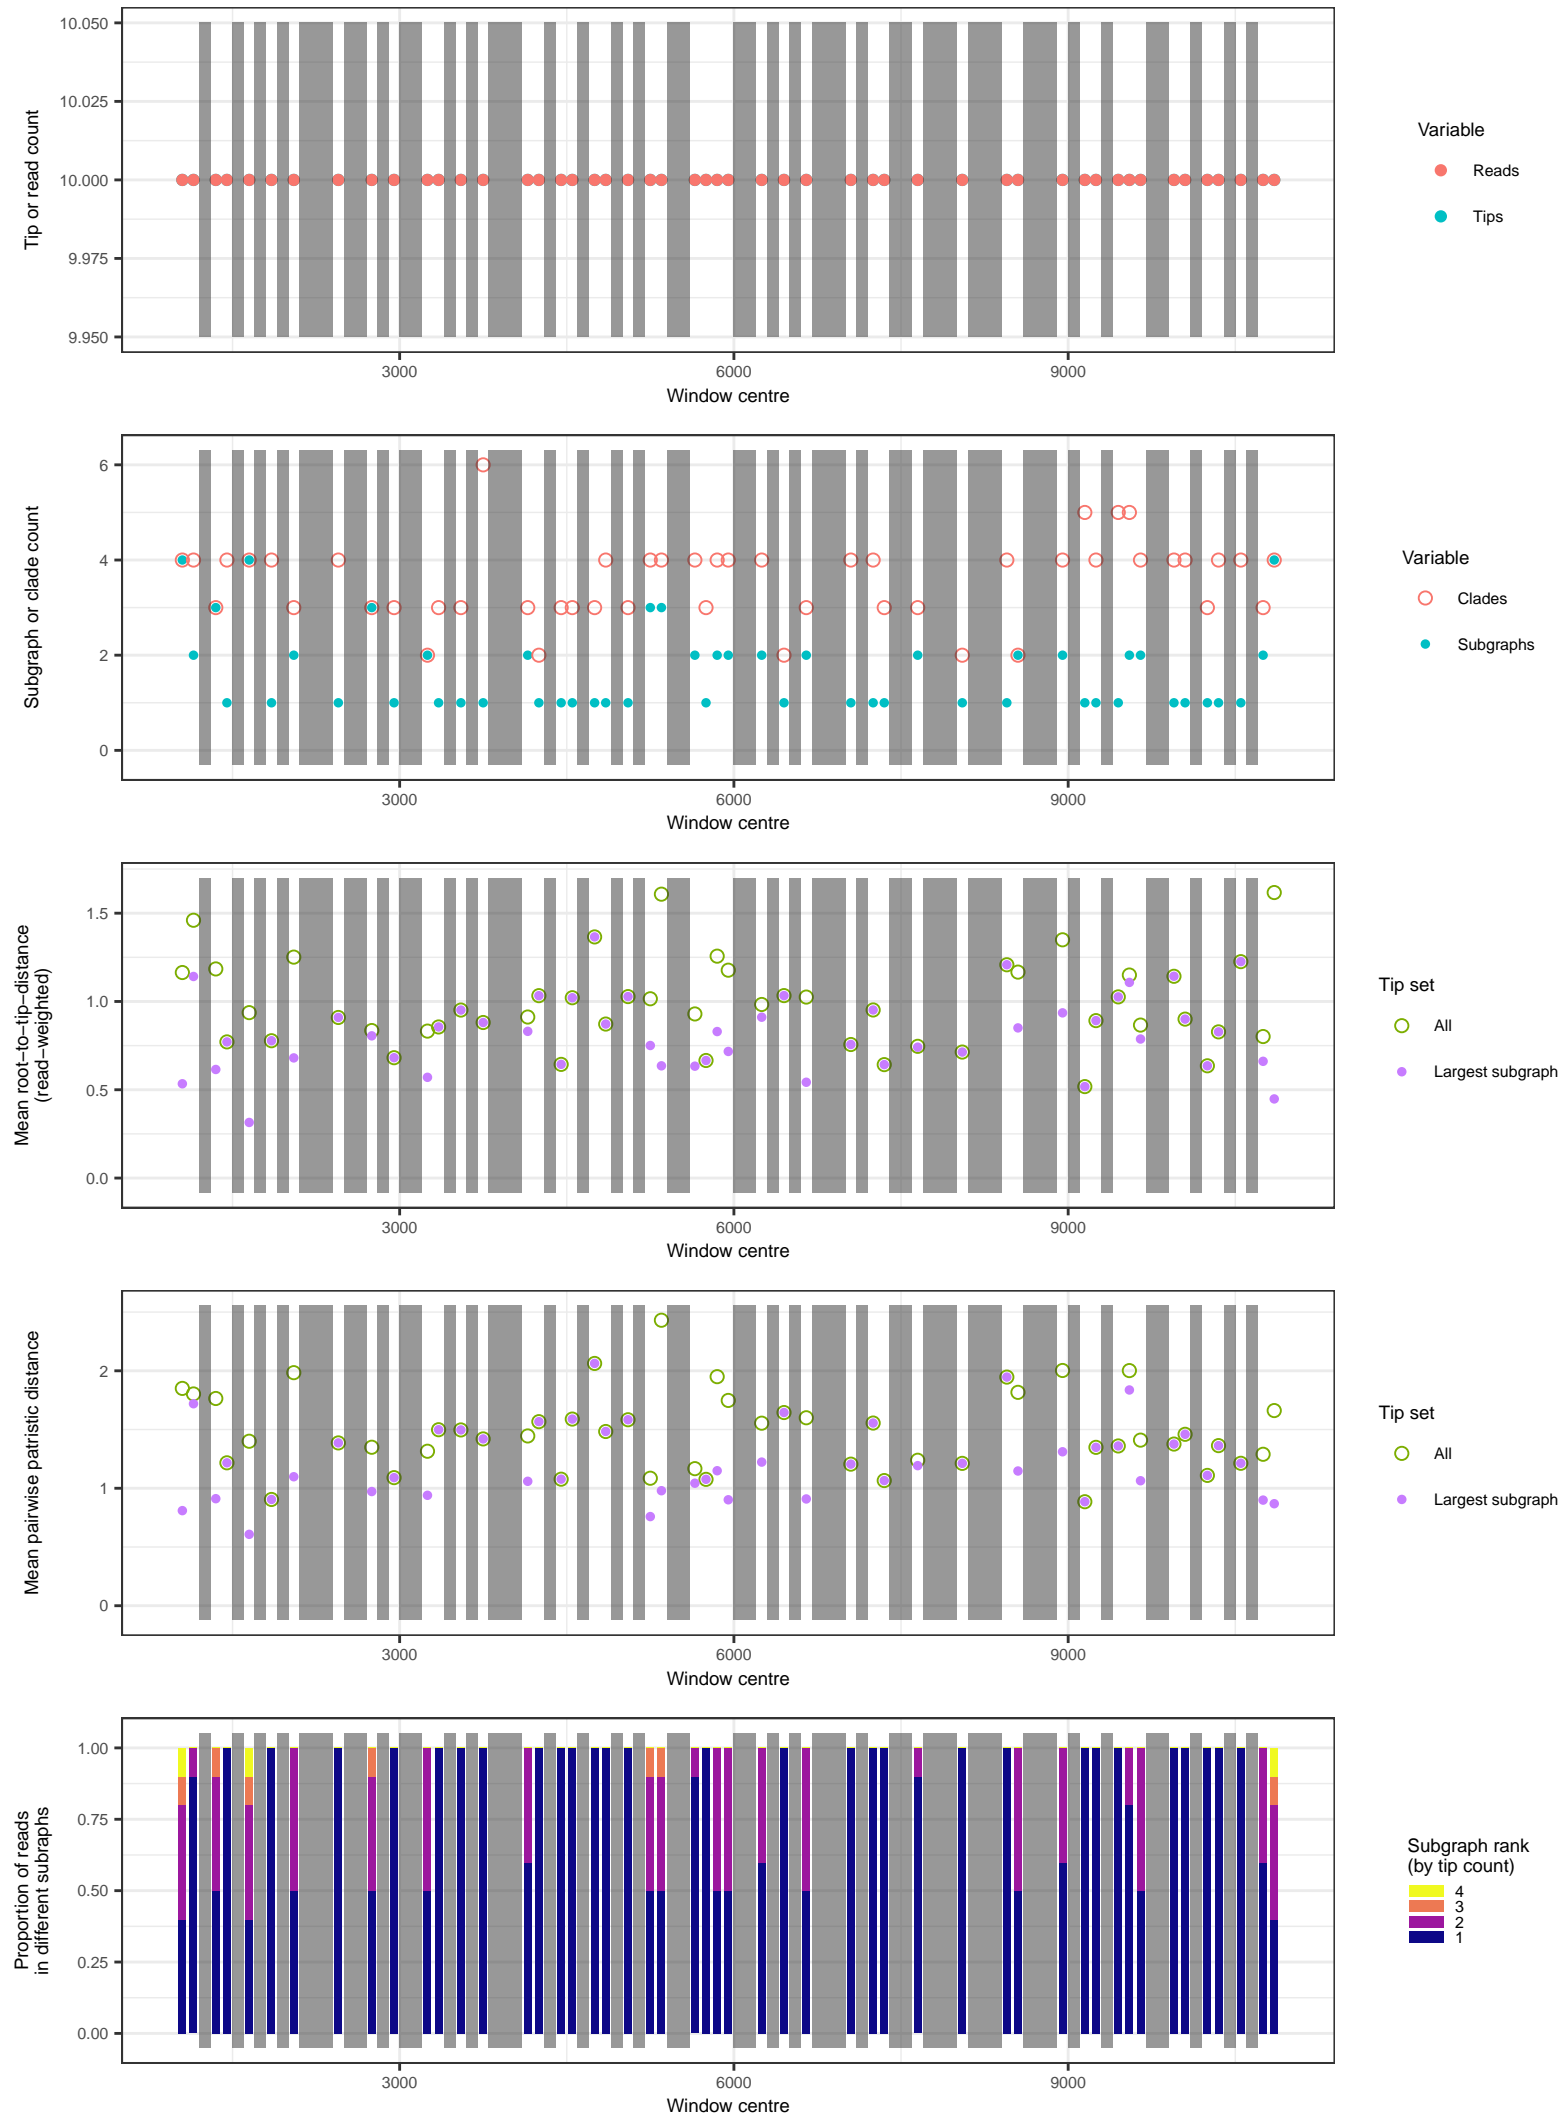 10.050
10.025
10.000
9.975
9.950
Tip or read count
3000 6000 9000
Window centre
Variable
Reads
Tips
6
4
2
0
Subgraph or clade count
3000 6000 9000
Window centre
Variable
Clades
Subgraphs
1.5
1.0
0.5
0.0
Mean root−to−tip−distance
(read−weighted)
3000 6000 9000
Window centre
Tip set
All
Largest subgraph
2
1
0
Mean pairwise patristic distance
3000 6000 9000
Window centre
Tip set
All
Largest subgraph
1.00
0.75
0.50
0.25
0.00
Proportion of reads
in different subraphs
3000 6000 9000
Window centre
Subgraph rank
(by tip count)
4
3
2
1